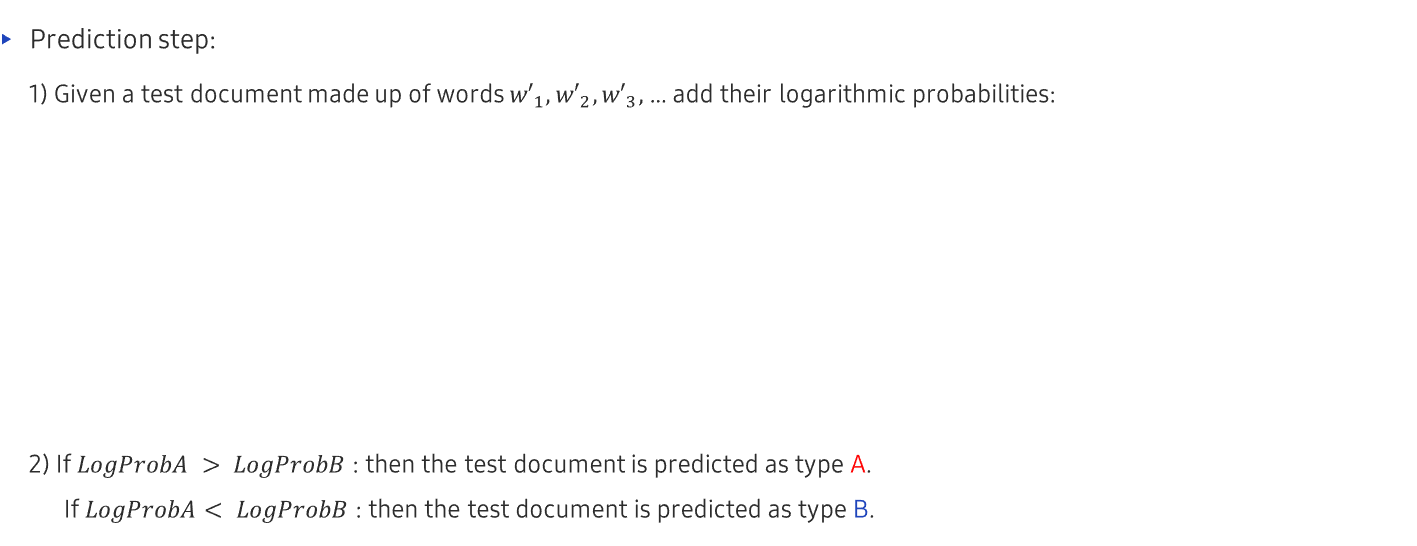 ▸ Prediction step:
1) Given a test document made up of words w′₁, w′₂, w′₃, ... add their logarithmic probabilities:
2) If LogProbA > LogProbB : then the test document is predicted as type A.
If LogProbA < LogProbB : then the test document is predicted as type B.